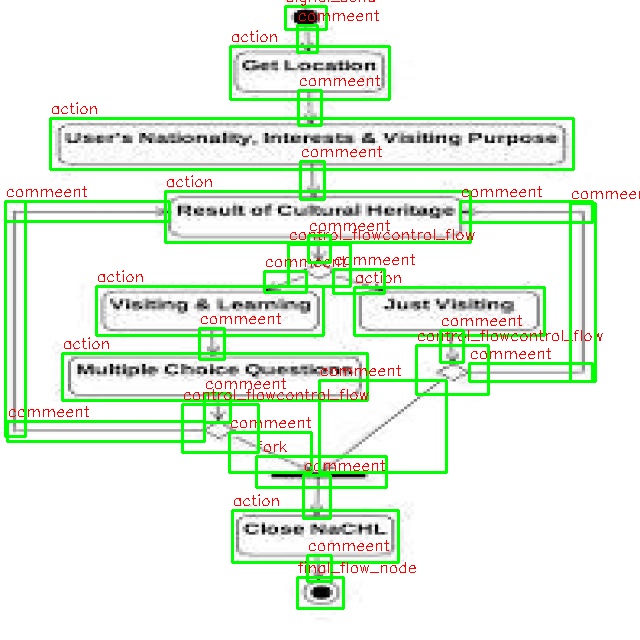 signal_send
commeent
action
Get Location
commeent
action
User's Nationality, Interests & Visiting Purpose
commeent
action
commeent
commeent
commeent
Result of Cultural Heritage
commeent
control_flowcontrol_flow
commeent
commeent
action
action
Visiting & Learning
Just Visiting
commeent
commeent
control_flowcontrol_flow
action
commeent
Multiple Choice Questions
commeent
commeent
control_flowcontrol_flow
commeent
commeent
fork
commeent
action
Close NaCHL
commeent
final_flow_node